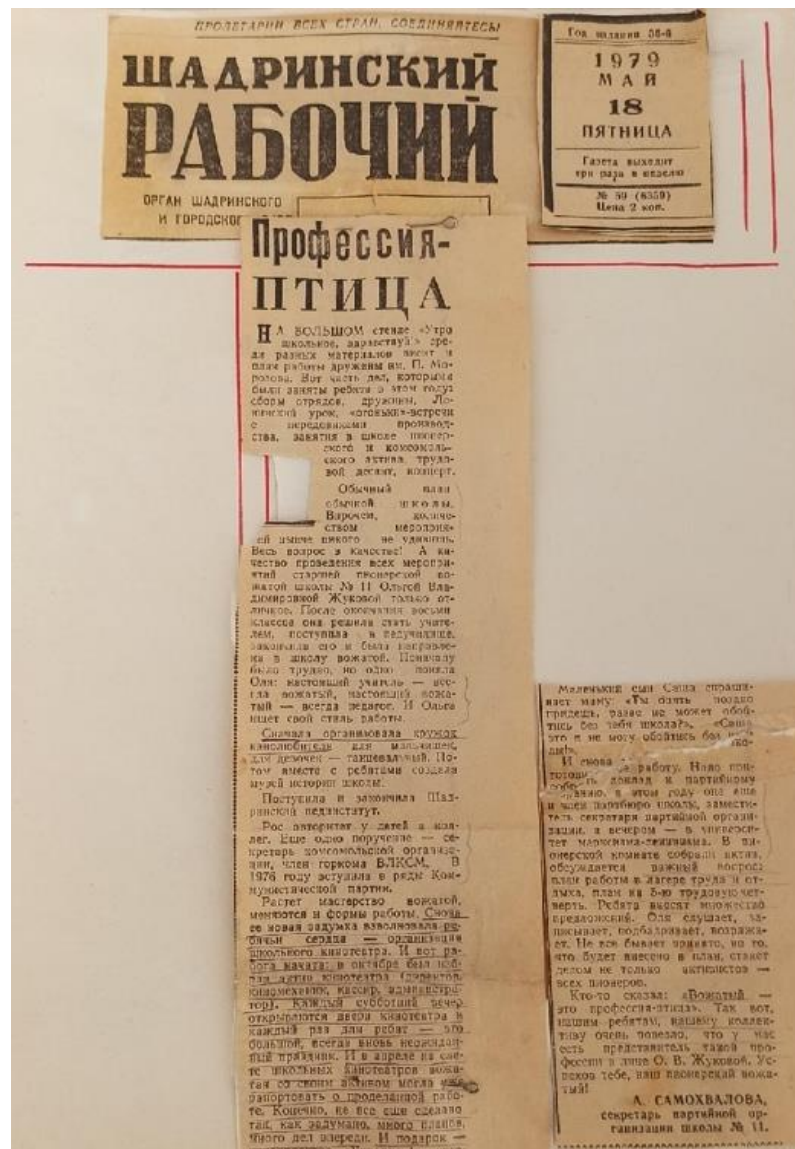 ПРОЛЕТАРИИ ВСЕХ СТРАН, СОЕДИНЯЙТЕСЬ!
ШАДРИНСКИЙ
РАБОЧИЙ
ОРГАН ШАДРИНСКОГО
И ГОРОДСКОГО
Год издания 38-й
1979
МАЙ
18
ПЯТНИЦА
Газета выходит
три раза в неделю
№ 59 (8359)
Цена 2 коп.
Профессия-
ПТИЦА
НА БОЛЬШОМ стенде «Утро
школьное, здравствуй!» сре-
ди разных материалов висит и
план работы дружины им. П. Мо-
розова. Вот часть дел, которыми
были заняты ребята в этом году:
сборы отрядов, дружины, Ле-
нинский урок, «огоньки»-встречи
с передовиками производ-
ства, занятия в школе пионер-
ского и комсомоль-
ского актива, трудо-
вой десант, концерт.
Обычный план
обычной школы.
Впрочем, количе-
ством мероприя-
тий нынче никого не удивишь.
Весь вопрос в качестве! А ка-
чество проведения всех меропри-
ятий старшей пионерской во-
жатой школы № 11 Ольгой Вла-
димировной Жуковой только от-
личное. После окончания восьми
классов она решила стать учите-
лем, поступила в педучилище,
закончила его и была направле-
на в школу вожатой. Поначалу
было трудно, но одно поняла
Оля: настоящий учитель — все-
гда вожатый, настоящий вожа-
тый — всегда педагог. И Ольга
ищет свой стиль работы.
Сначала организовала кружок
кинолюбителя для мальчишек,
для девочек — танцевальный. По-
том вместе с ребятами создала
музей истории школы.
Поступила и закончила Шад-
ринский пединститут.
Рос авторитет у детей и кол-
лег. Еще одно поручение — се-
кретарь комсомольской организа-
ции, член горкома ВЛКСМ. В
1976 году вступила в ряды Ком-
мунистической партии.
Растет мастерство вожатой,
меняются и формы работы. Снова
ее новая задумка взволновала ре-
бячьи сердца — организация
школьного кинотеатра. И вот ра-
бота начата: в октябре был из-
бран актив кинотеатра (директор,
киномеханик, кассир, администра-
тор). Каждый субботний вечер
открываются двери кинотеатра и
каждый раз для ребят — это
большой, всегда вновь неожидан-
ный праздник. И в апреле на сле-
те школьных кинотеатров вожа-
тая со своим активом могла уже
рапортовать о проделанной рабо-
те. Конечно, не все еще сделано
так, как задумано, много планов,
много дел впереди. И подарок —
Маленький сын Саша спраши-
вает маму: «Ты опять поздно
придешь, разве не может обой-
тись без тебя школа?». «Саша
это я не могу обойтись без
И снова работу. Надо под-
доклад к партийному
собранию, в этом году она еще
и член партбюро школы, замести-
тель секретаря партийной органи-
зации, а вечером — в универси-
тет марксизма-ленинизма. В пи-
онерской комнате собрали актив,
обсуждается важный вопрос:
план работы в лагере труда и от-
дыха, план на 5-ю трудовую чет-
верть. Ребята вносят множество
предложений. Оля слушает, за-
писывает, подбадривает, возража-
ет. Не все бывает принято, но то,
что будет внесено в план, станет
делом не только активистов —
всех пионеров.
Кто-то сказал: «Вожатый —
это профессия-птица». Так вот,
нашим ребятам, нашему коллек-
тиву очень повезло, что у нас
есть представитель такой про-
фессии в лице О. В. Жуковой. Ус-
пехов тебе, наш пионерский вожа-
тый!
А. САМОХВАЛОВА,
секретарь партийной ор-
ганизации школы № 11.